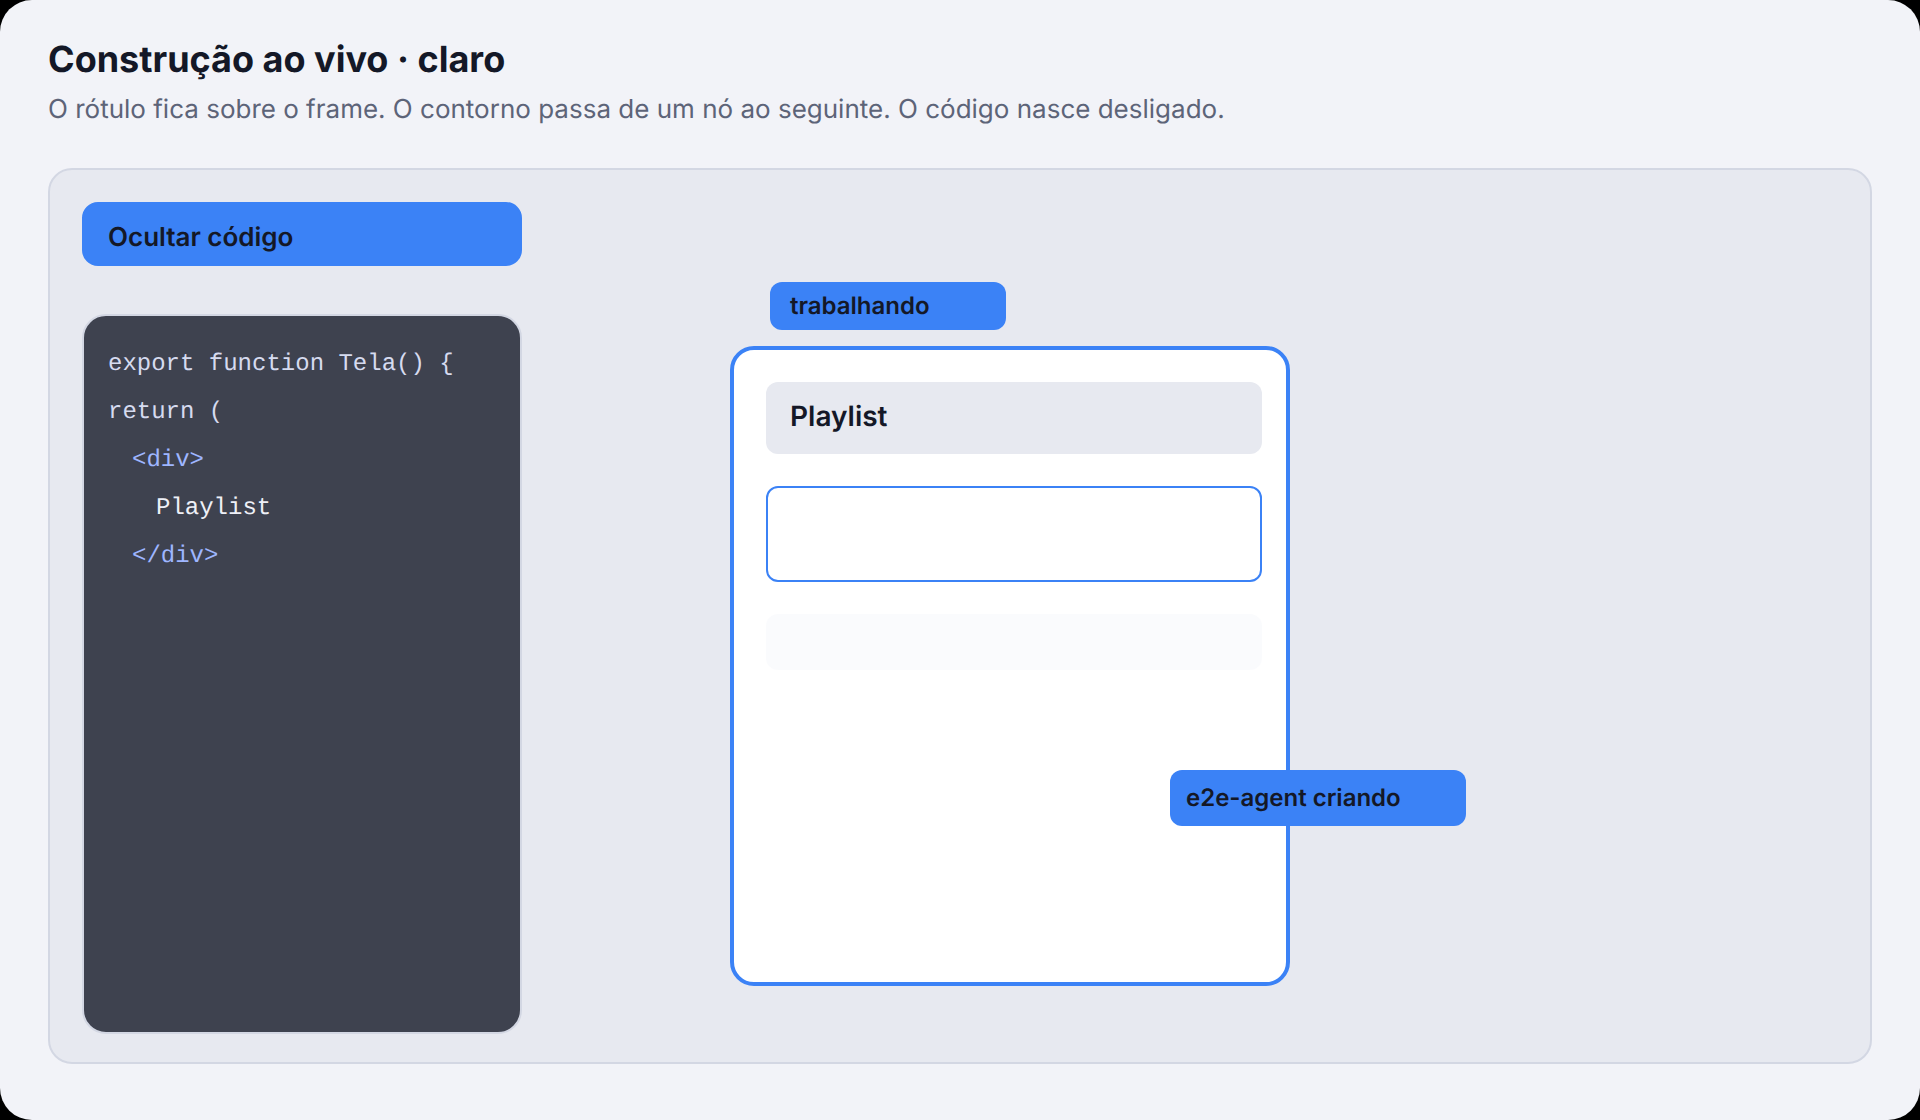 Construção ao vivo · claro
O rótulo fica sobre o frame. O contorno passa de um nó ao seguinte. O código nasce desligado.
Ocultar código
export function Tela() {
return (
<div>
Playlist
</div>
trabalhando
Playlist
e2e-agent criando